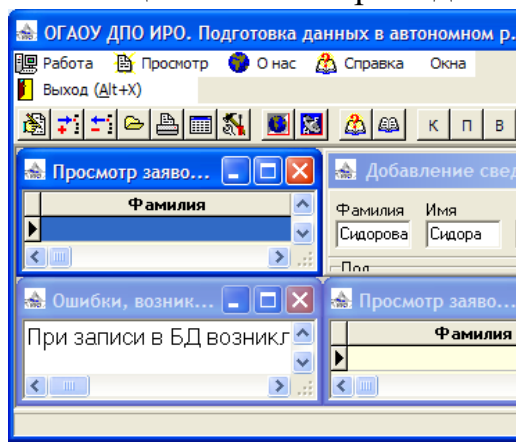 ОГАОУ ДПО ИРО. Подготовка данных в автономном р.
Работа Просмотр О нас Справка Окна
Выход (Alt+X)
К П В
Просмотр заяво...
Фамилия
Добавление свед
Фамилия Имя
Сидорова Сидора
Пол
Ошибки, возник...
При записи в БД возникл
Просмотр заяво...
Фамилия